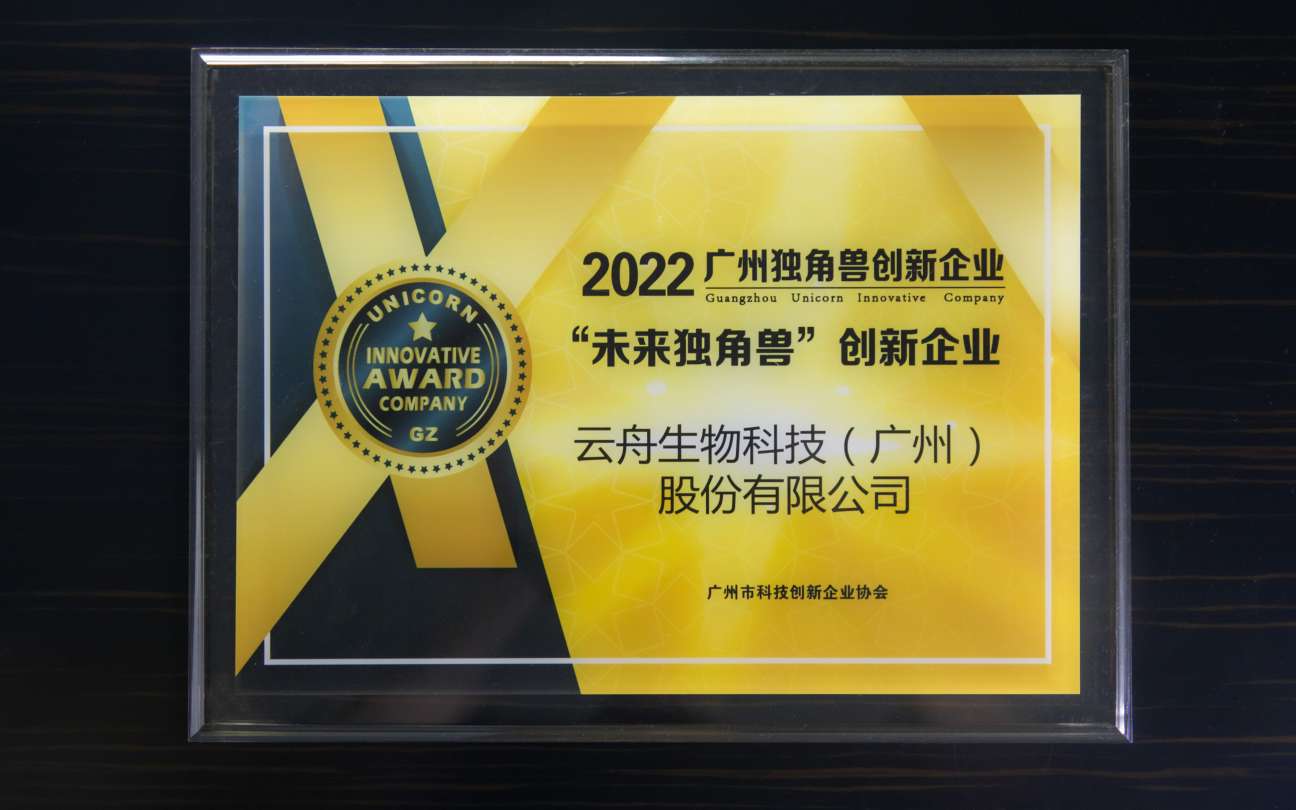 UNICORN
INNOVATIVE
AWARD
COMPANY
GZ
2022 广州独角兽创新企业
Guangzhou Unicorn Innovative Company
“未来独角兽”创新企业
云舟生物科技（广州）
股份有限公司
广州市科技创新企业协会